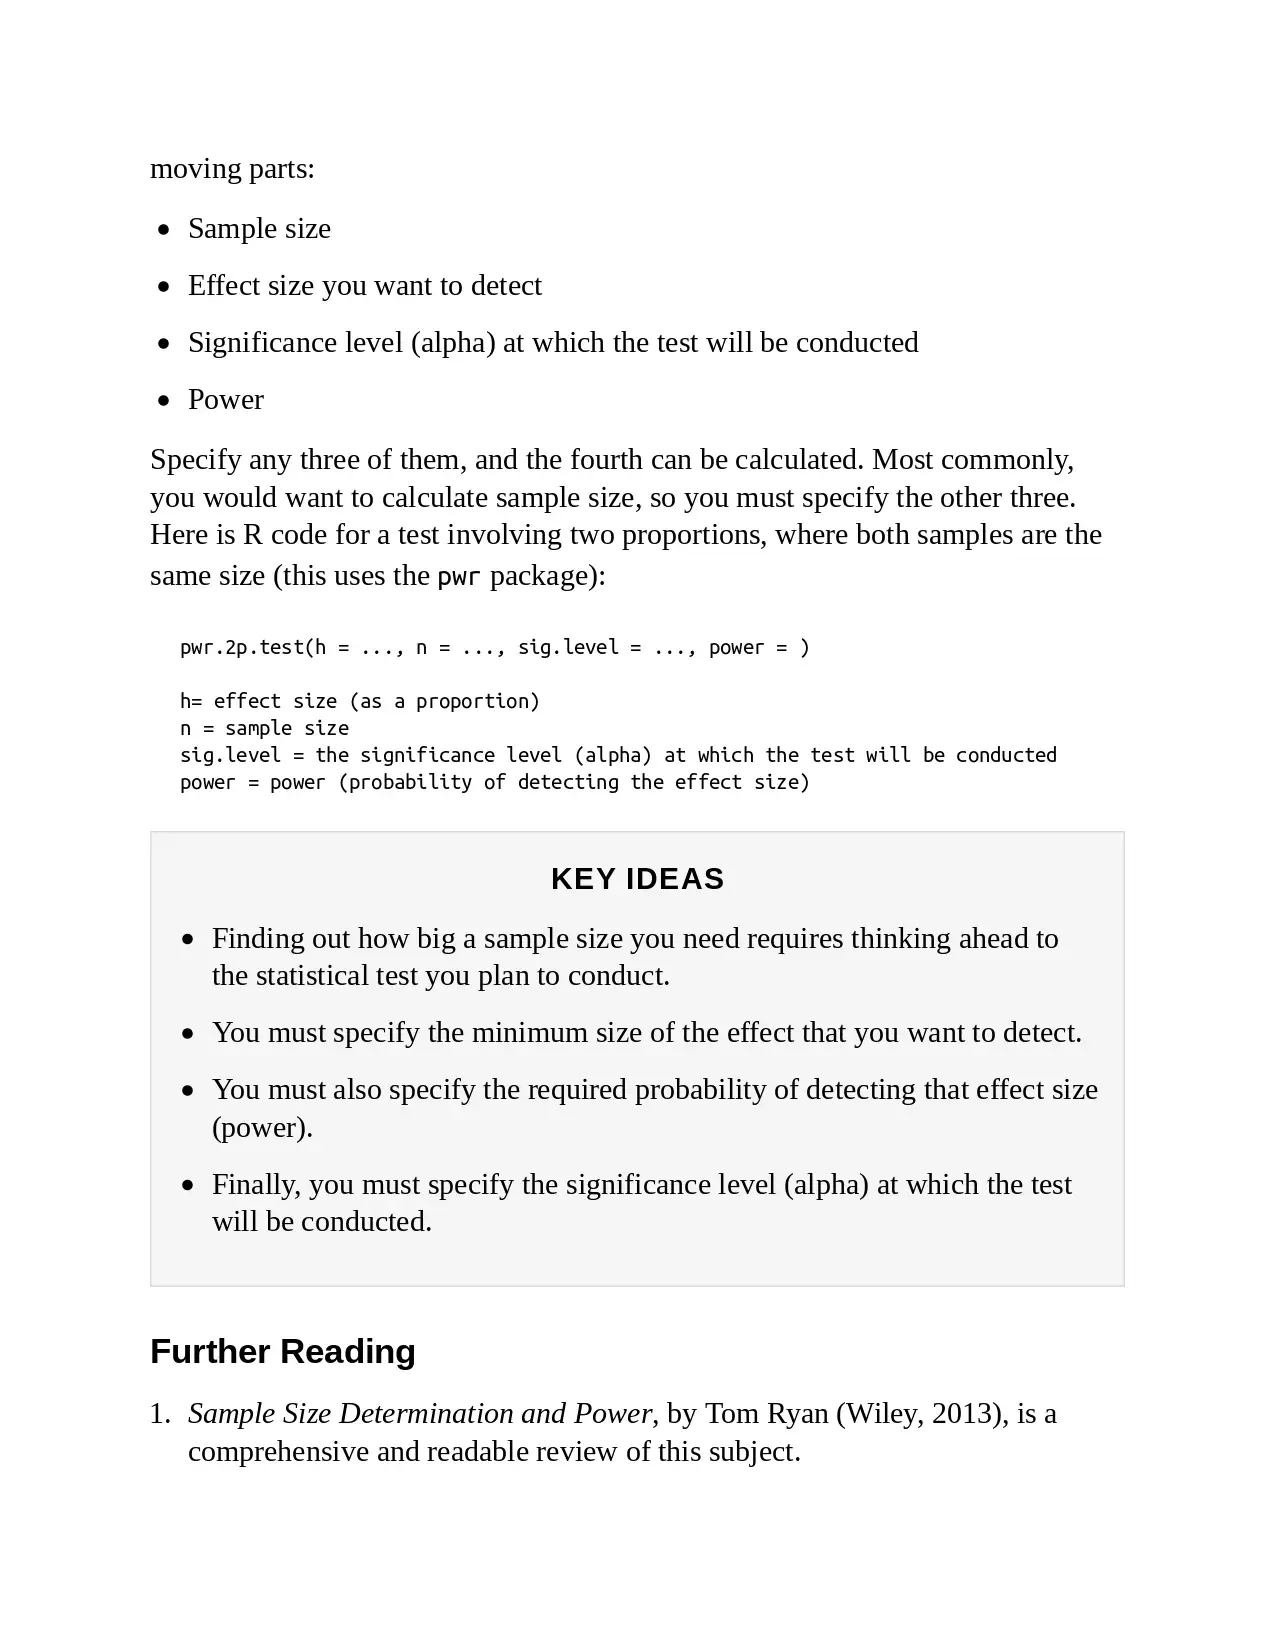 moving parts:
• Sample size
• Effect size you want to detect
• Significance level (alpha) at which the test will be conducted
• Power
Specify any three of them, and the fourth can be calculated. Most commonly,
you would want to calculate sample size, so you must specify the other three.
Here is R code for a test involving two proportions, where both samples are the
same size (this uses the pwr package):
pwr.2p.test(h = ..., n = ..., sig.level = ..., power = )
h= effect size (as a proportion)
n = sample size
sig.level = the significance level (alpha) at which the test will be conducted
power = power (probability of detecting the effect size)
KEY IDEAS
• Finding out how big a sample size you need requires thinking ahead to
the statistical test you plan to conduct.
• You must specify the minimum size of the effect that you want to detect.
• You must also specify the required probability of detecting that effect size
(power).
• Finally, you must specify the significance level (alpha) at which the test
will be conducted.
Further Reading
1. Sample Size Determination and Power, by Tom Ryan (Wiley, 2013), is a
comprehensive and readable review of this subject.